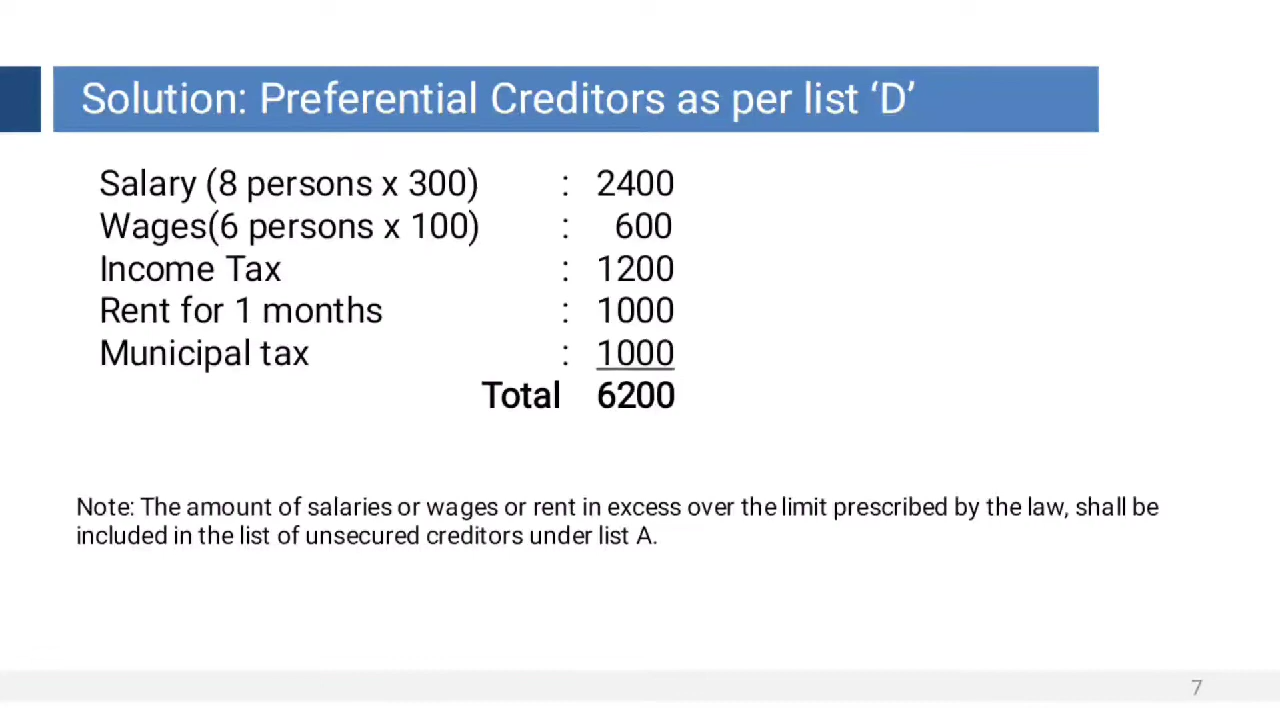 Solution: Preferential Creditors as per list ‘D’
Salary (8 persons x 300) : 2400
Wages(6 persons x 100) : 600
Income Tax : 1200
Rent for 1 months : 1000
Municipal tax : 1000
Total 6200
Note: The amount of salaries or wages or rent in excess over the limit prescribed by the law, shall be
included in the list of unsecured creditors under list A.
7